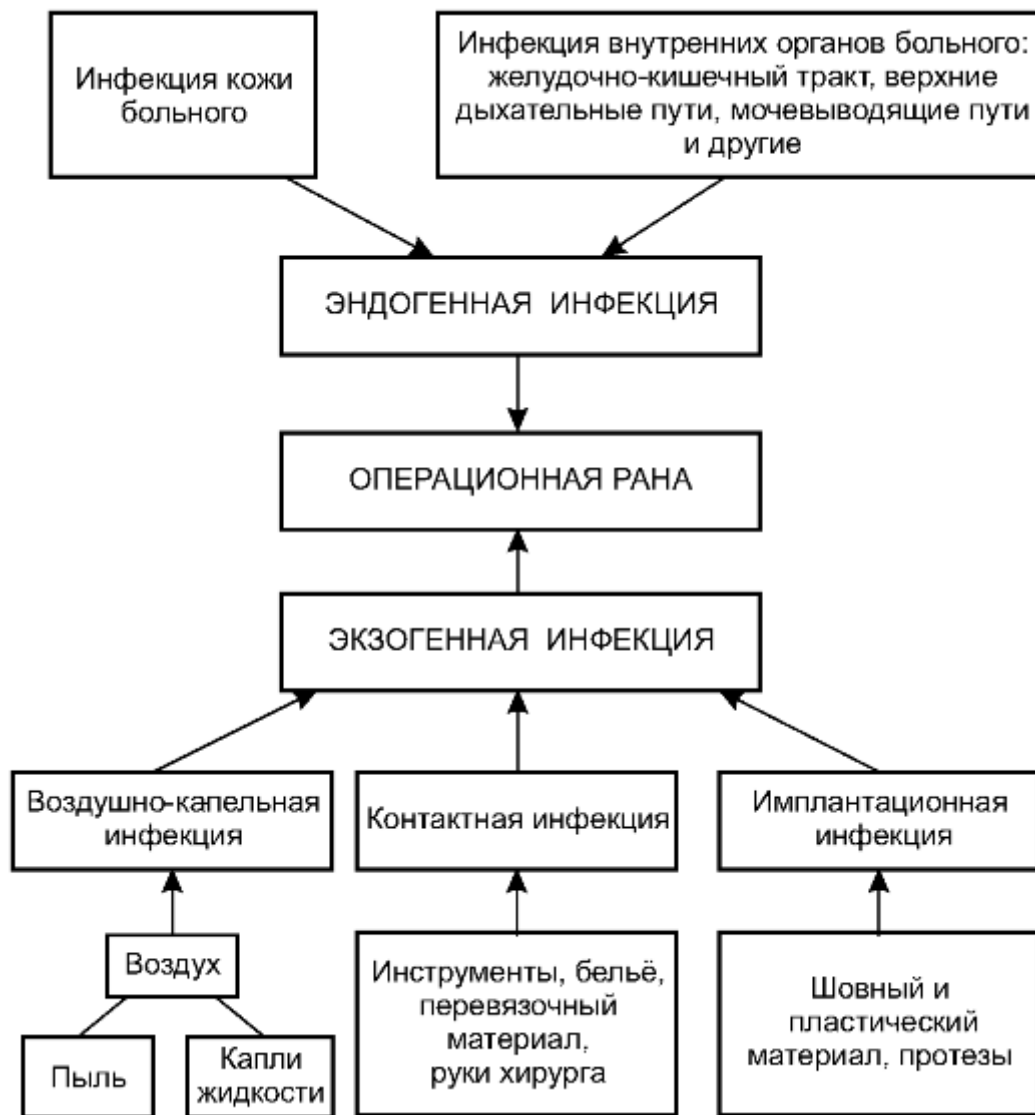 Инфекция кожи
больного
Инфекция внутренних органов больного:
желудочно-кишечный тракт, верхние
дыхательные пути, мочевыводящие пути
и другие
ЭНДОГЕННАЯ ИНФЕКЦИЯ
ОПЕРАЦИОННАЯ РАНА
ЭКЗОГЕННАЯ ИНФЕКЦИЯ
Воздушно-капельная
инфекция
Контактная инфекция
Имплантационная
инфекция
Воздух
Пыль
Капли
жидкости
Инструменты, бельё,
перевязочный
материал,
руки хирурга
Шовный и
пластический
материал, протезы